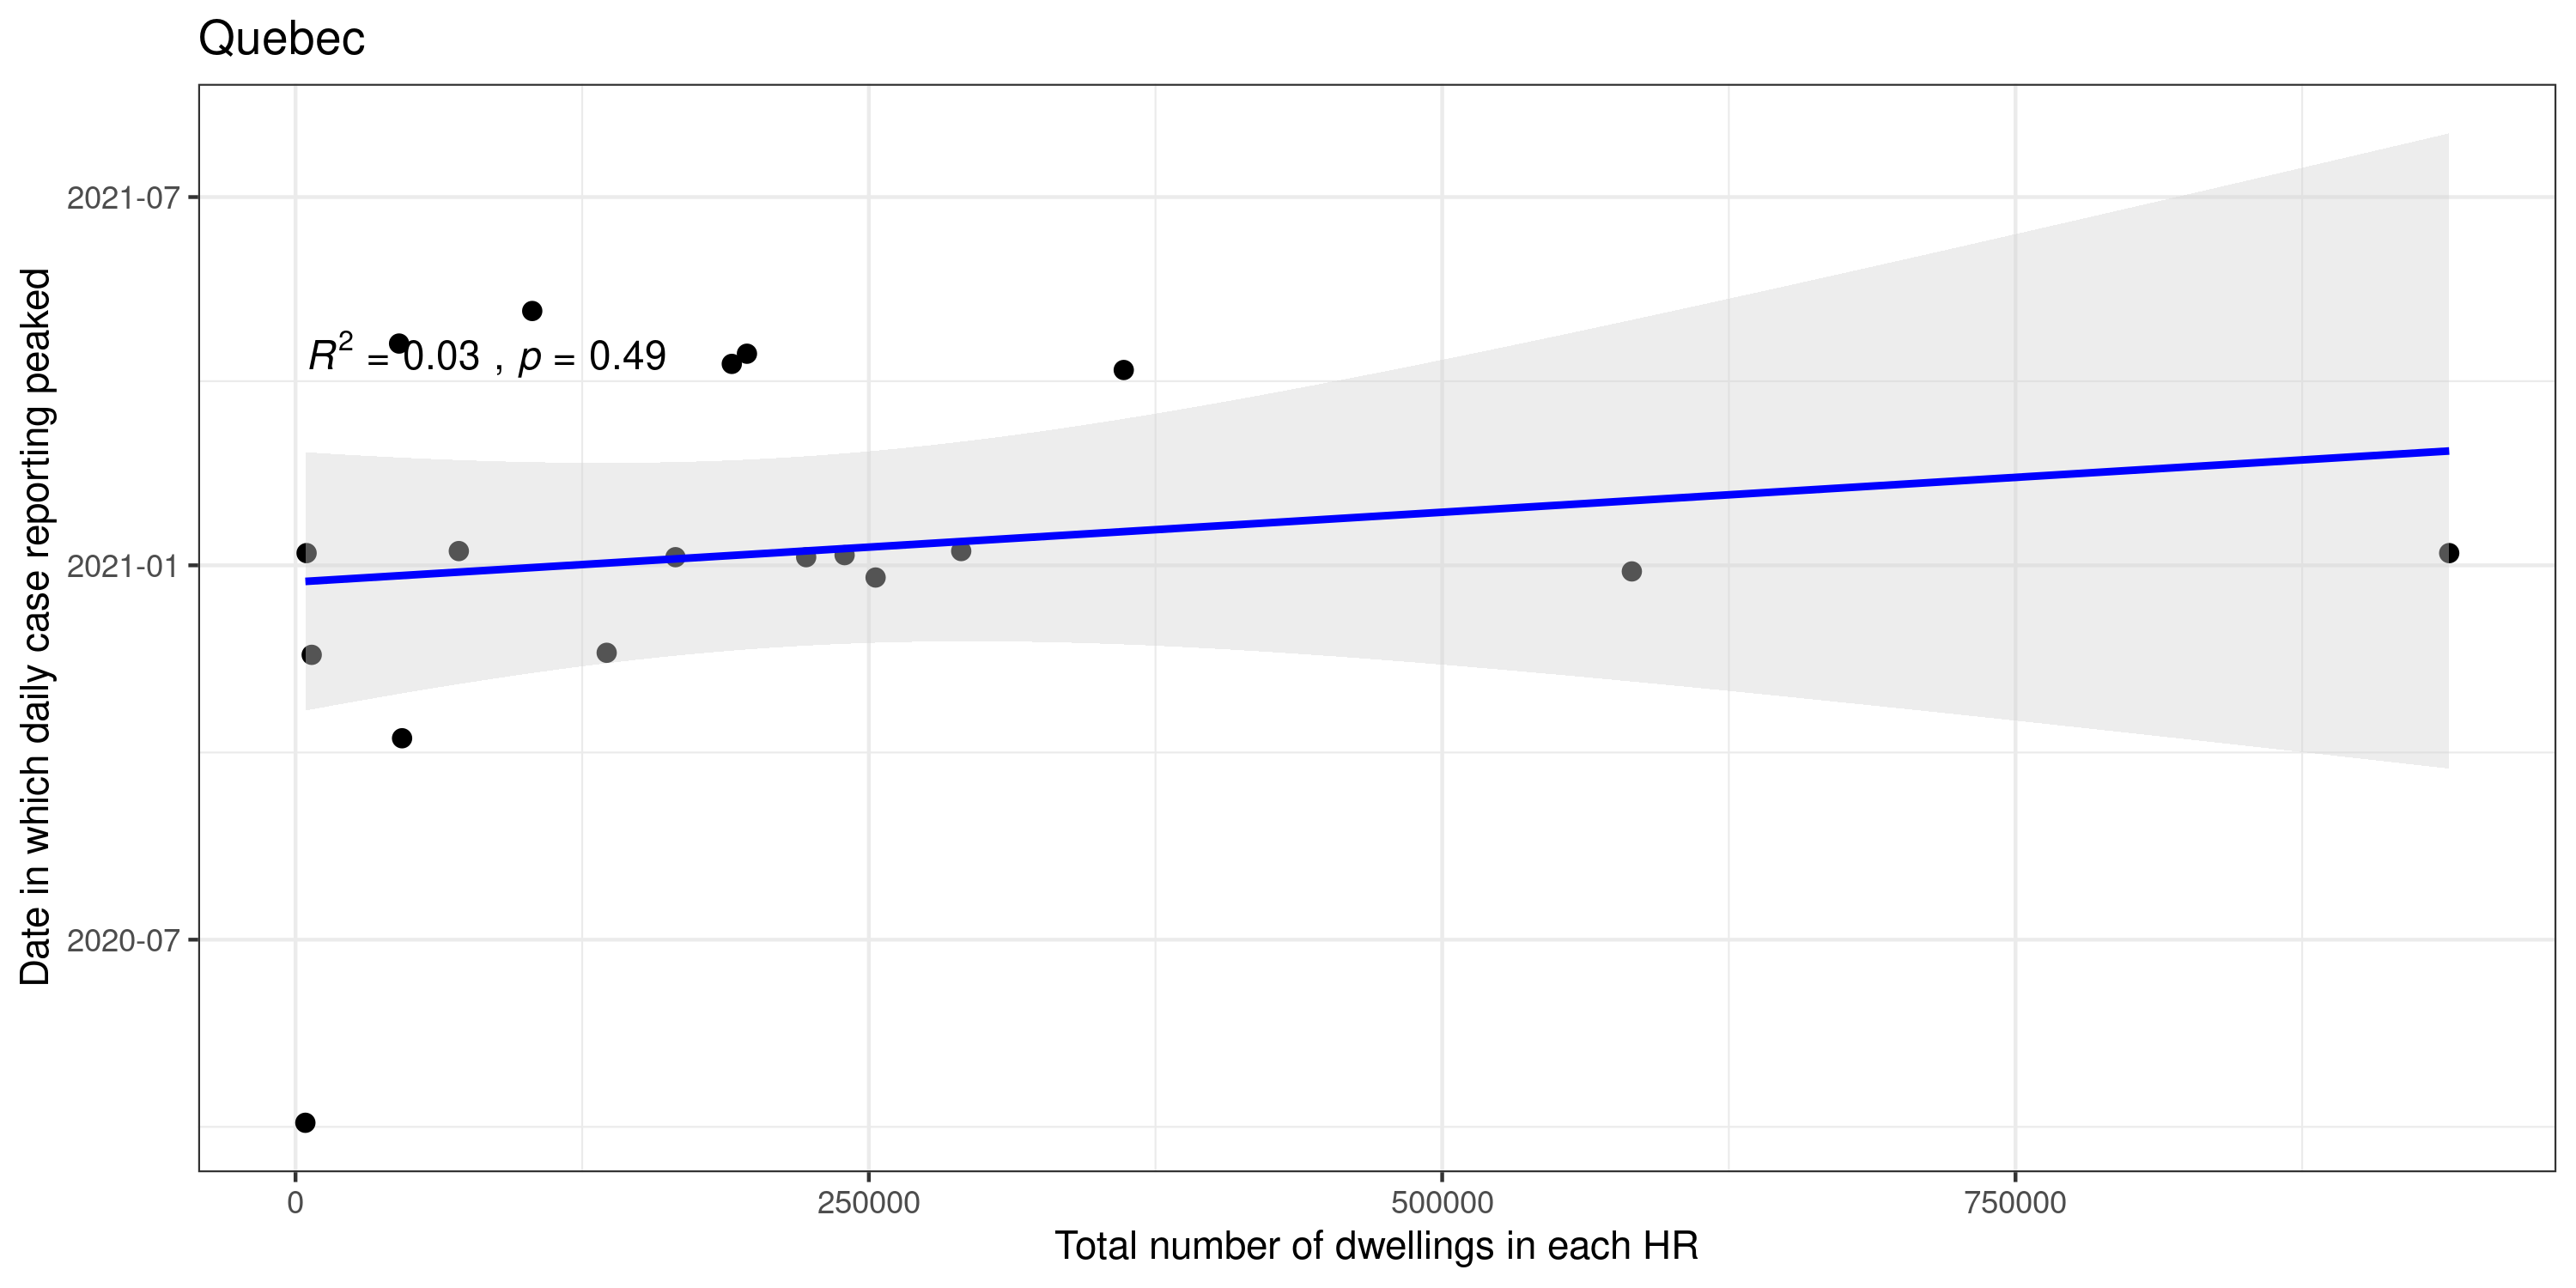 Quebec
Date in which daily case reporting peaked
2021-07
2021-01
2020-07
R² = 0.03 , p = 0.49
0
250000
500000
750000
Total number of dwellings in each HR